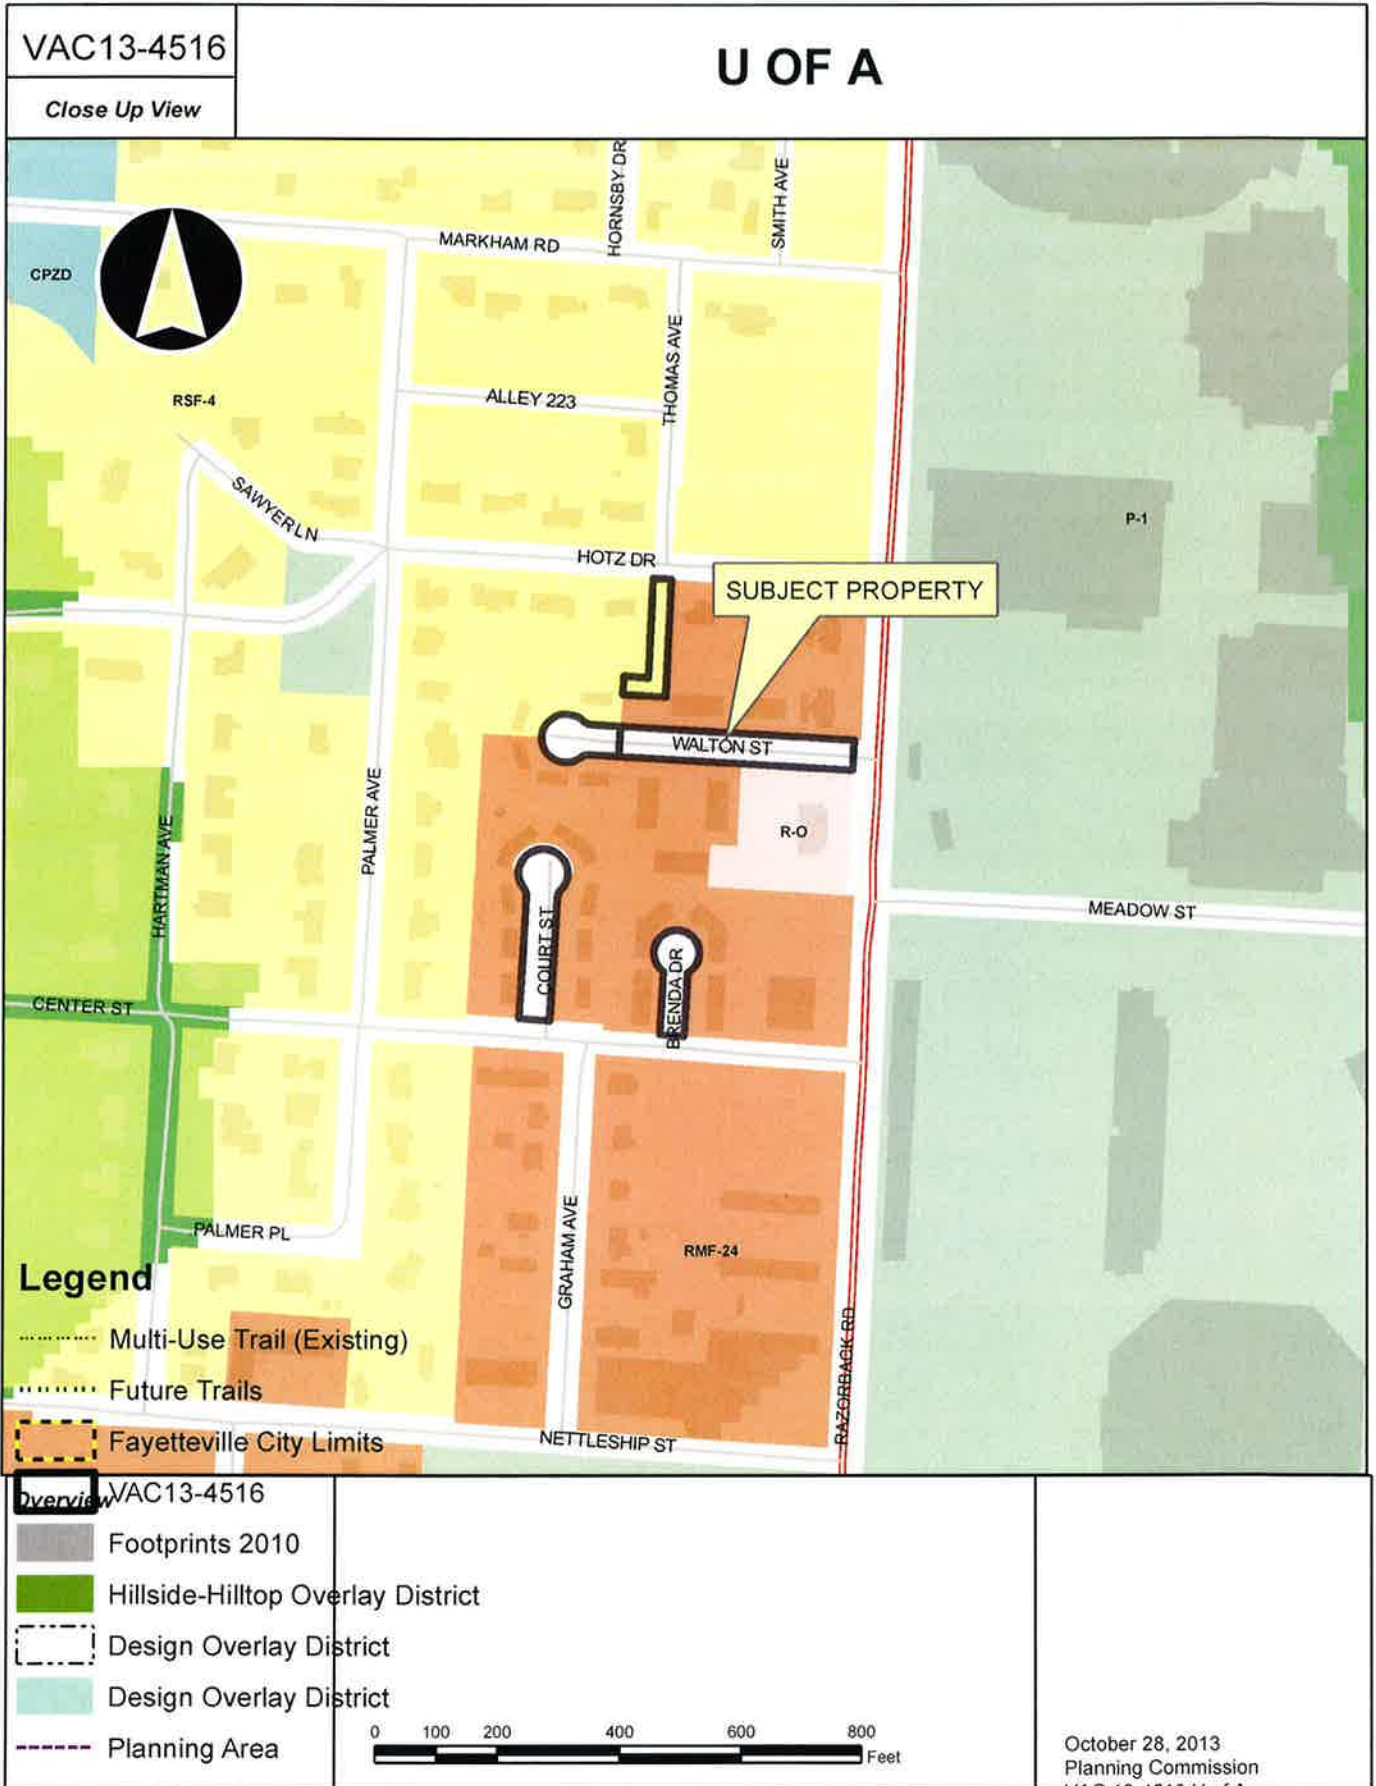 VAC13-4516
Close Up View
U OF A
HORNSBY DR
SMITH AVE
MARKHAM RD
CPZD
THOMAS AVE
RSF-4
ALLEY 223
SAWYER LN
P-1
HOTZ DR
SUBJECT PROPERTY
WALTON ST
PALMER AVE
R-O
HARTMAN AVE
MEADOW ST
COURT ST
BRENDA DR
CENTER ST
PALMER PL
GRAHAM AVE
RMF-24
RAZORBACK RD
NETTLESHIP ST
Legend
Multi-Use Trail (Existing)
Future Trails
Fayetteville City Limits
Overview
VAC13-4516
Footprints 2010
Hillside-Hilltop Overlay District
Design Overlay District
Design Overlay District
Planning Area
0 100 200 400 600 800
Feet
October 28, 2013
Planning Commission